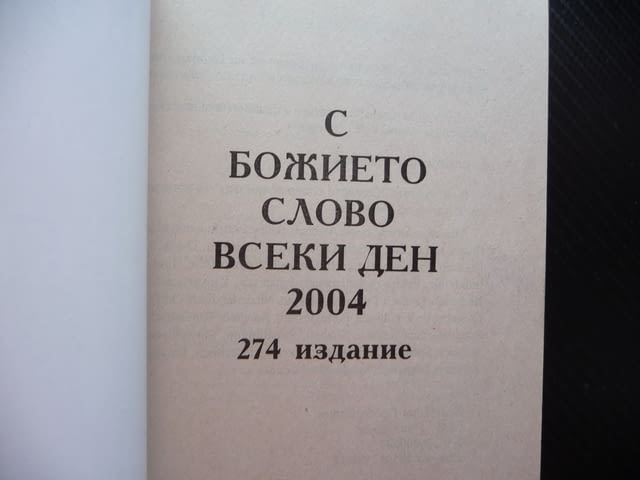 С
БОЖИЕТО
СЛОВО
ВСЕКИ ДЕН
2004
274 издание